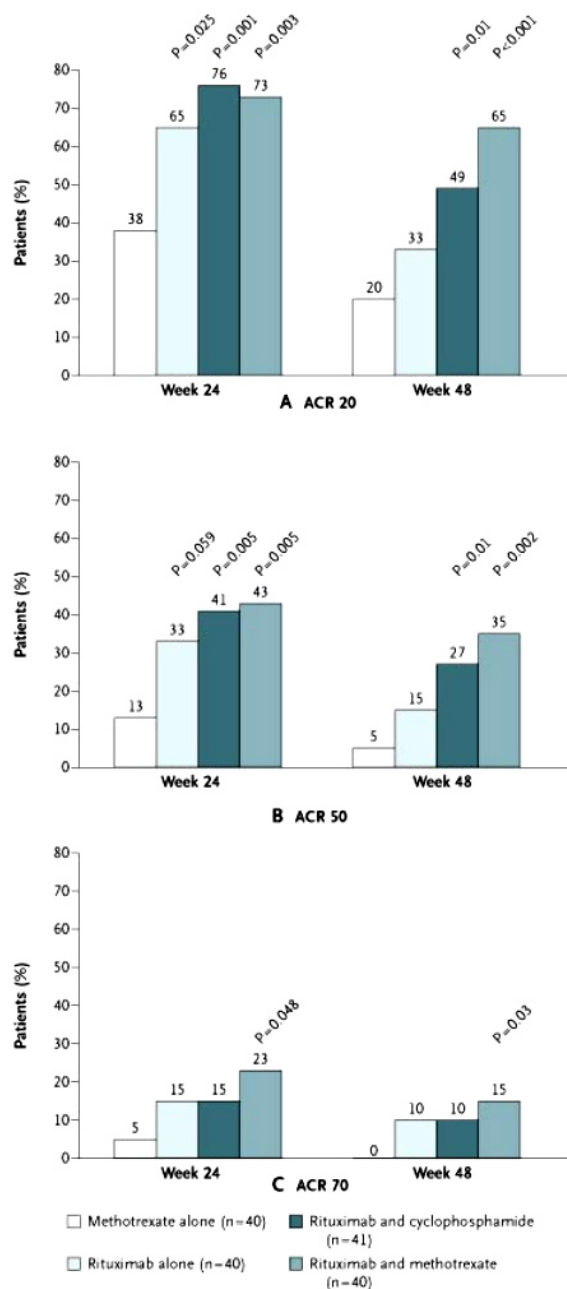 P=0.025 P=0.001 P=0.003 P=0.01 P<0.001
Patients (%)
80
70
60
50
40
30
20
10
0
38 65 76 73
20 33 49 65
Week 24 Week 48
A ACR 20
P=0.059 P=0.005 P=0.005 P=0.01 P=0.002
Patients (%)
80
70
60
50
40
30
20
10
0
13 33 41 43
5 15 27 35
Week 24 Week 48
B ACR 50
P=0.048 P=0.03
Patients (%)
80
70
60
50
40
30
20
10
0
5 15 15 23
0 10 10 15
Week 24 Week 48
C ACR 70
Methotrexate alone (n=40)
Rituximab alone (n=40)
Rituximab and cyclophosphamide
(n=41)
Rituximab and methotrexate
(n=40)